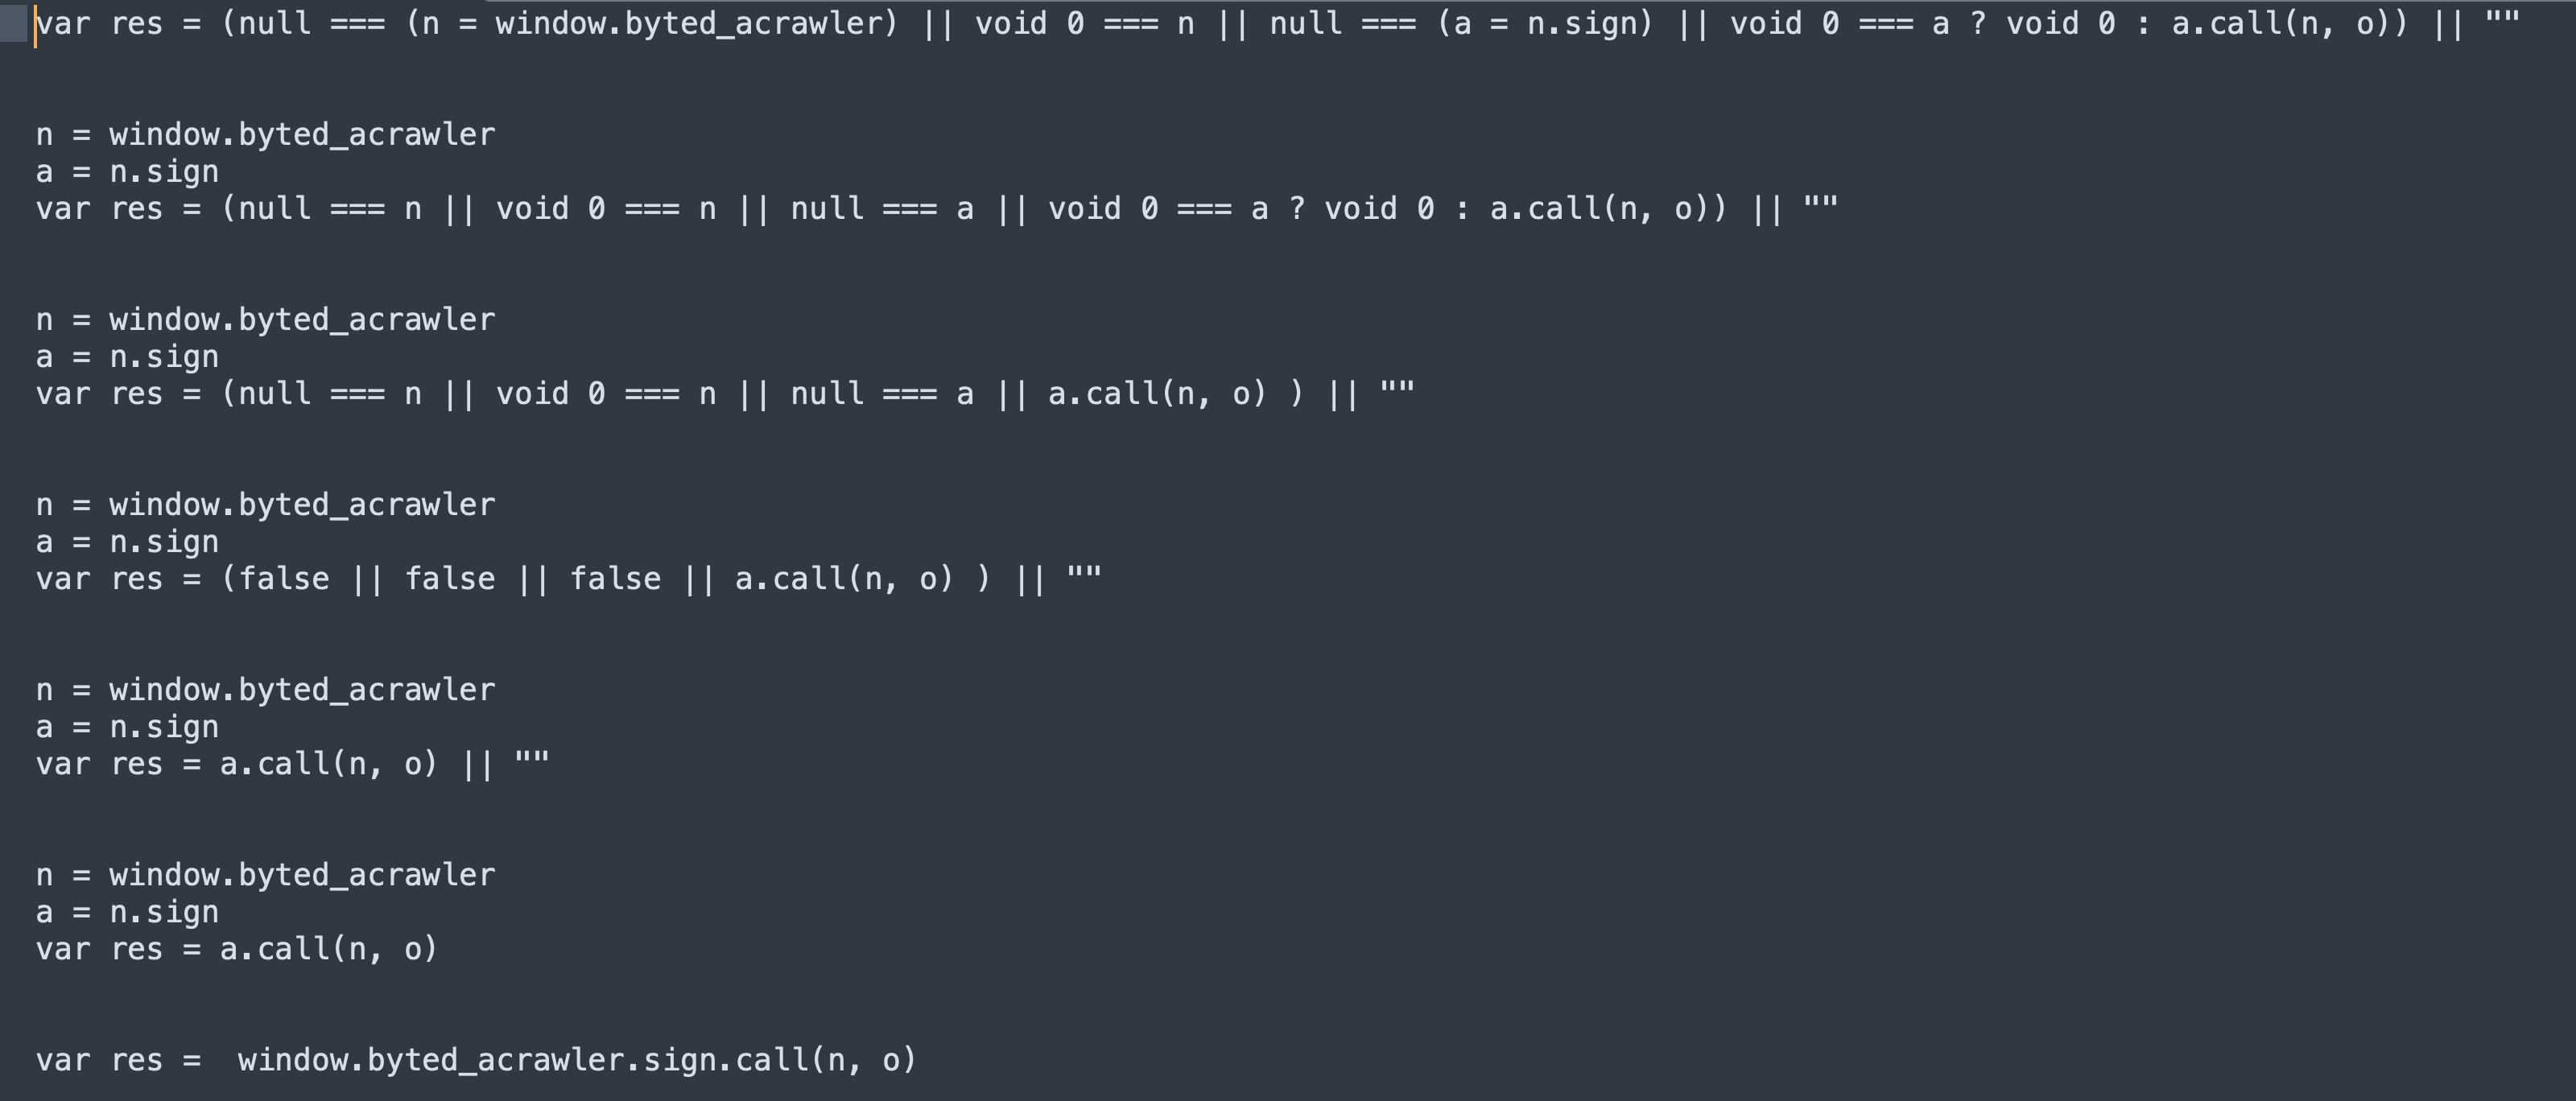 var res = (null === (n = window.byted_acrawler) || void 0 === n || null === (a = n.sign) || void 0 === a ? void 0 : a.call(n, o)) || ""
n = window.byted_acrawler
a = n.sign
var res = (null === n || void 0 === n || null === a || void 0 === a ? void 0 : a.call(n, o)) || ""
n = window.byted_acrawler
a = n.sign
var res = (null === n || void 0 === n || null === a || a.call(n, o) ) || ""
n = window.byted_acrawler
a = n.sign
var res = (false || false || false || a.call(n, o) ) || ""
n = window.byted_acrawler
a = n.sign
var res = a.call(n, o) || ""
n = window.byted_acrawler
a = n.sign
var res = a.call(n, o)
var res =  window.byted_acrawler.sign.call(n, o)